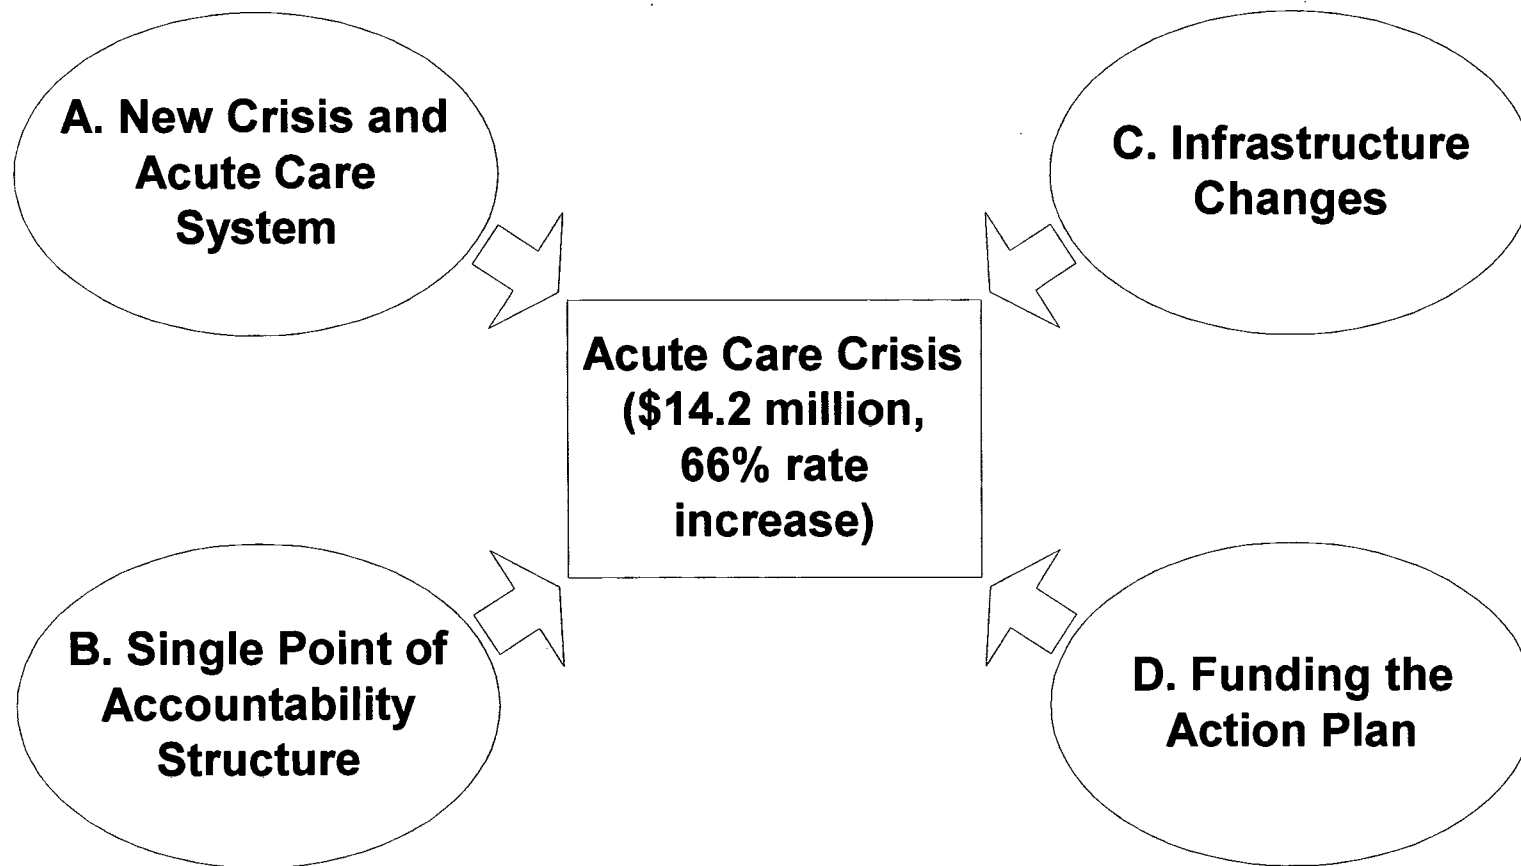 A. New Crisis and
Acute Care
System
B. Single Point of
Accountability
Structure
Acute Care Crisis
($14.2 million,
66% rate
increase)
C. Infrastructure
Changes
D. Funding the
Action Plan